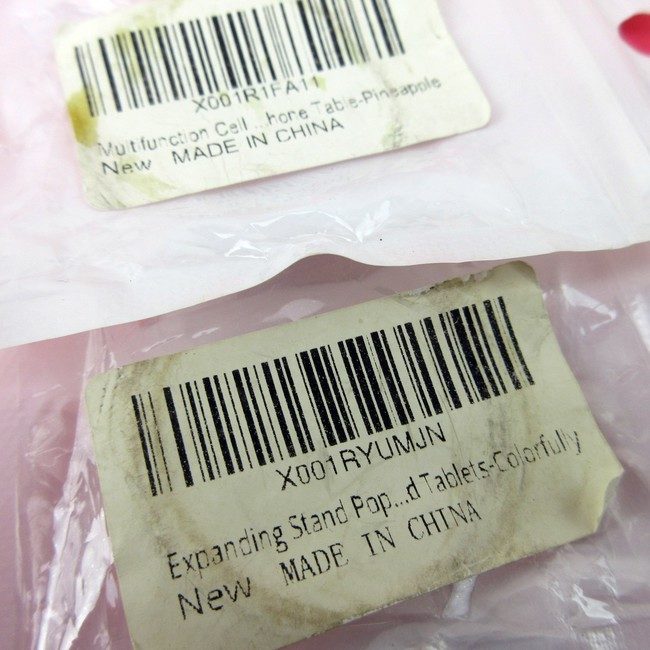 X001R1FA11
Multifunction Cell...hone Table-Pineapple
New MADE IN CHINA
X001RYUMJN
Expanding Stand Pop...d Tablets-Colorfully
New MADE IN CHINA